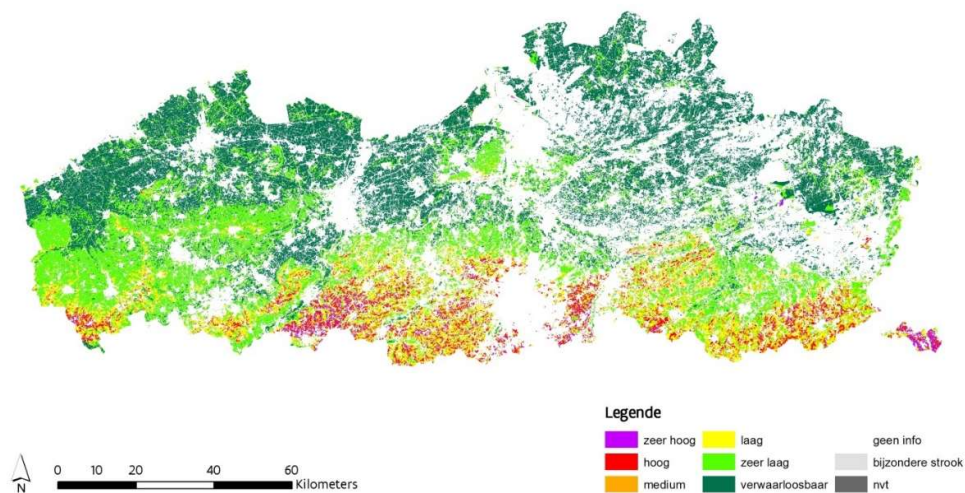 Legende
zeer hoog
laag
geen info
hoog
zeer laag
bijzondere strook
medium
verwaarloosbaar
nvt
N
0 10 20 40 60
Kilometers